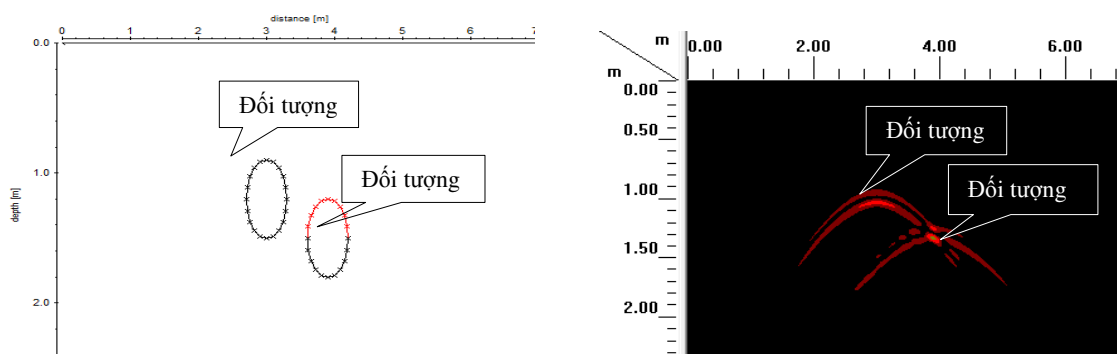 distance [m]
0 1 2 3 4 5 6 7
0.0
Đối tượng
1.0
Đối tượng
depth [m]
2.0
m 0.00 2.00 4.00 6.00
m
0.00
0.50
Đối tượng
1.00
Đối tượng
1.50
2.00